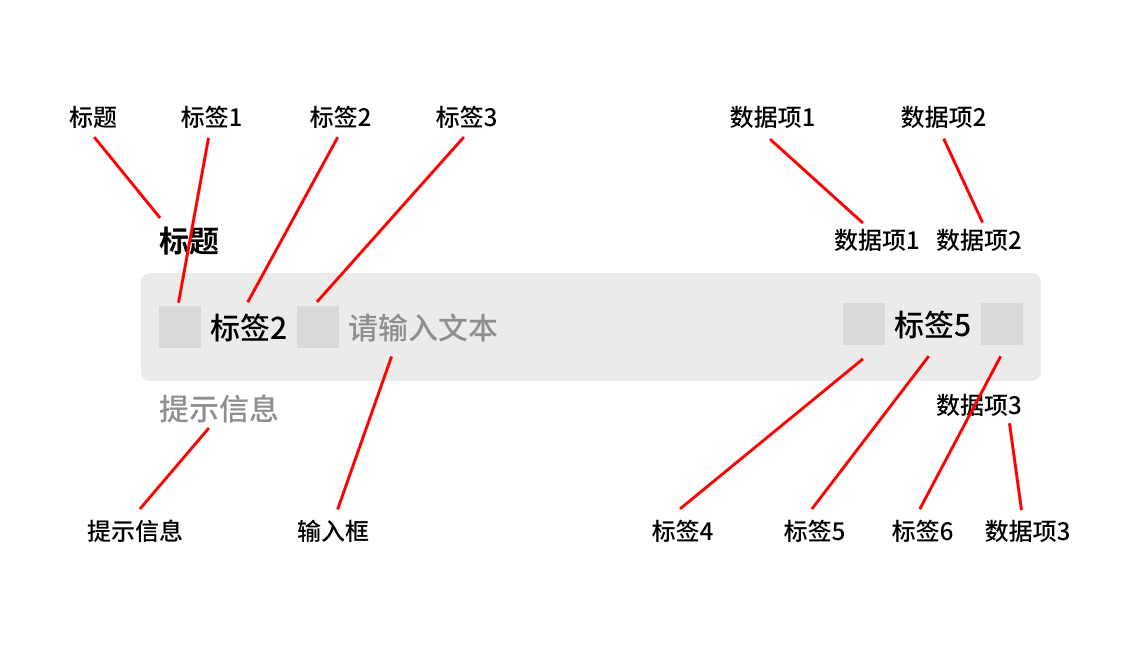 标题 标签1 标签2 标签3 数据项1 数据项2
标题 数据项1 数据项2
标签2 请输入文本 标签5
提示信息 数据项3
提示信息 输入框 标签4 标签5 标签6 数据项3